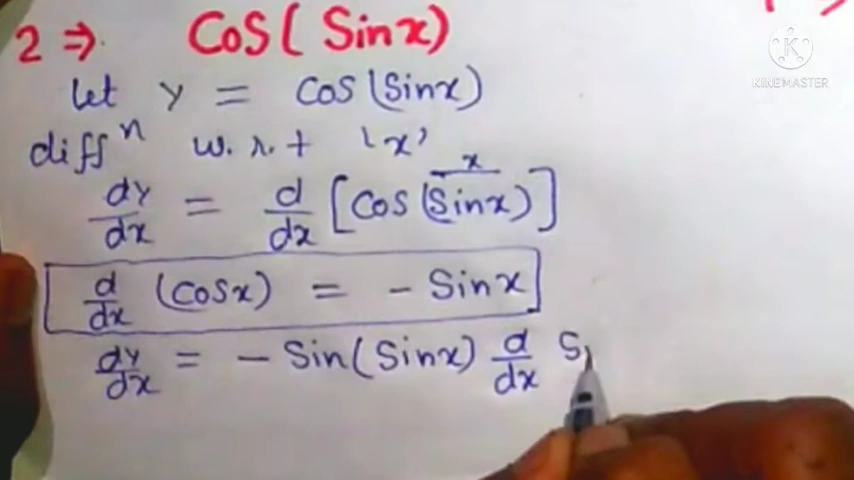 2 ⇒ Cos(Sinx)
KINEMASTER
let y = Cos(Sinx)
diffⁿ w.r.t 'x'
dy/dx = d/dx [Cos(Sinx)]
x
d/dx (Cosx) = - Sinx
dy/dx = - Sin(Sinx) d/dx S